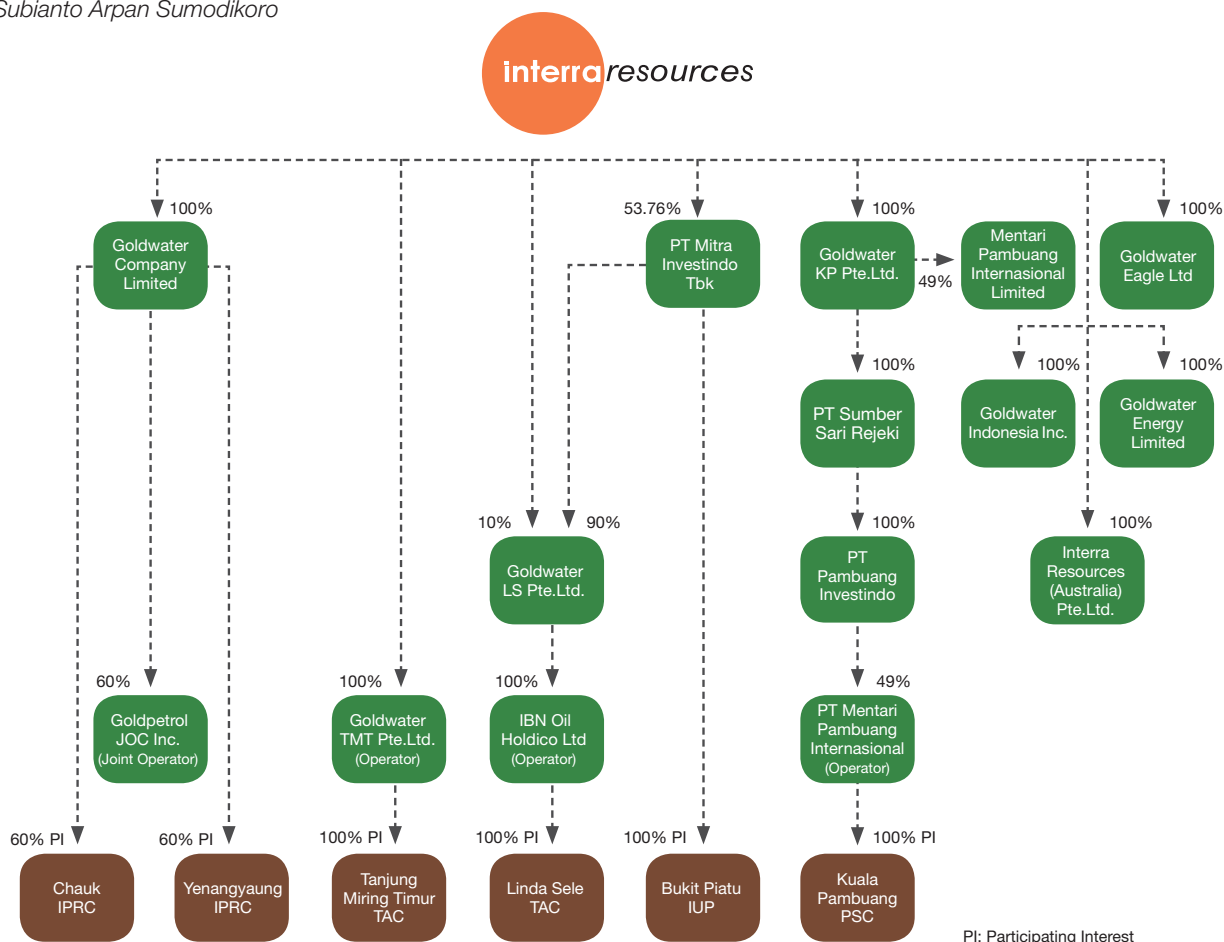 Subianto Arpan Sumodikoro
interraresources
100%
53.76%
100%
100%
Goldwater
Company
Limited
PT Mitra
Investindo
Tbk
Goldwater
KP Pte.Ltd.
49%
Mentari
Pambuang
Internasional
Limited
Goldwater
Eagle Ltd
100%
100%
100%
PT Sumber
Sari Rejeki
Goldwater
Indonesia Inc.
Goldwater
Energy
Limited
10%
90%
100%
100%
Goldwater
LS Pte.Ltd.
PT
Pambuang
Investindo
Interra
Resources
(Australia)
Pte.Ltd.
60%
100%
100%
49%
Goldpetrol
JOC Inc.
(Joint Operator)
Goldwater
TMT Pte.Ltd.
(Operator)
IBN Oil
Holdico Ltd
(Operator)
PT Mentari
Pambuang
Internasional
(Operator)
60% PI
60% PI
100% PI
100% PI
100% PI
100% PI
Chauk
IPRC
Yenangyaung
IPRC
Tanjung
Miring Timur
TAC
Linda Sele
TAC
Bukit Piatu
IUP
Kuala
Pambuang
PSC
PI: Participating Interest